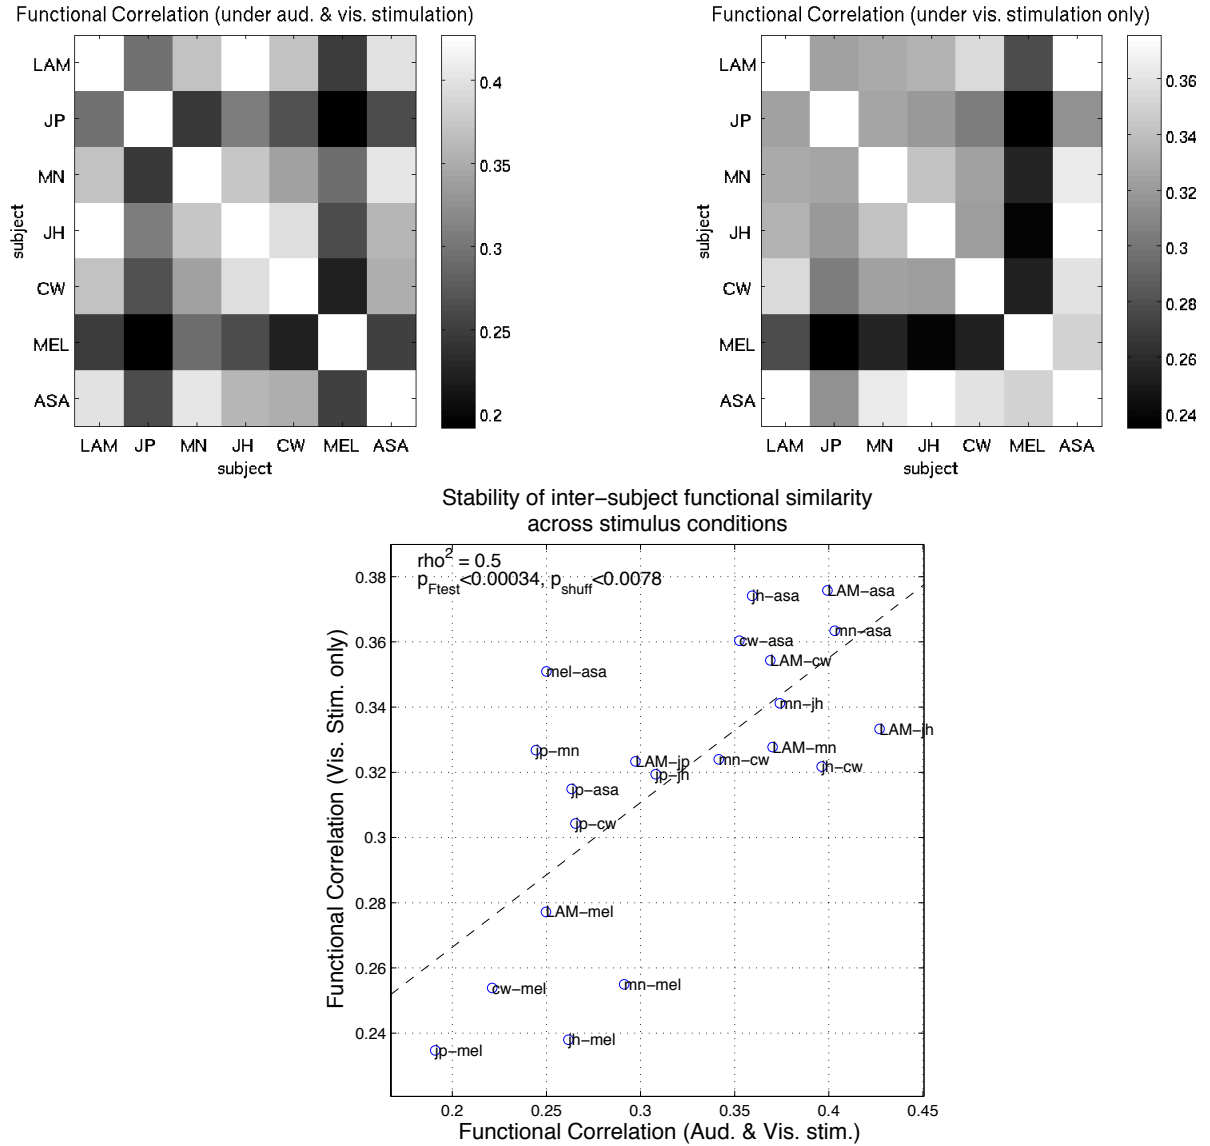 Functional Correlation (under aud. & vis. stimulation)
LAM
JP
MN
JH
CW
MEL
ASA
subject
LAM JP MN JH CW MEL ASA
subject
0.4
0.35
0.3
0.25
0.2
Functional Correlation (under vis. stimulation only)
LAM
JP
MN
JH
CW
MEL
ASA
subject
LAM JP MN JH CW MEL ASA
subject
0.36
0.34
0.32
0.3
0.28
0.26
0.24
Stability of inter−subject functional similarity
across stimulus conditions
rho2 = 0.5
pFtest<0.00034, pshuff<0.0078
Functional Correlation (Vis. Stim. only)
0.38
0.36
0.34
0.32
0.3
0.28
0.26
0.24
jh−asa
LAM−asa
mn−asa
cw−asa
LAM−cw
mel−asa
mn−jh
LAM−jh
jp−mn
LAM−mn
LAM−jp
mn−cw
jh−cw
jp−jh
jp−asa
jp−cw
LAM−mel
cw−mel
mn−mel
jh−mel
jp−mel
0.2 0.25 0.3 0.35 0.4 0.45
Functional Correlation (Aud. & Vis. stim.)